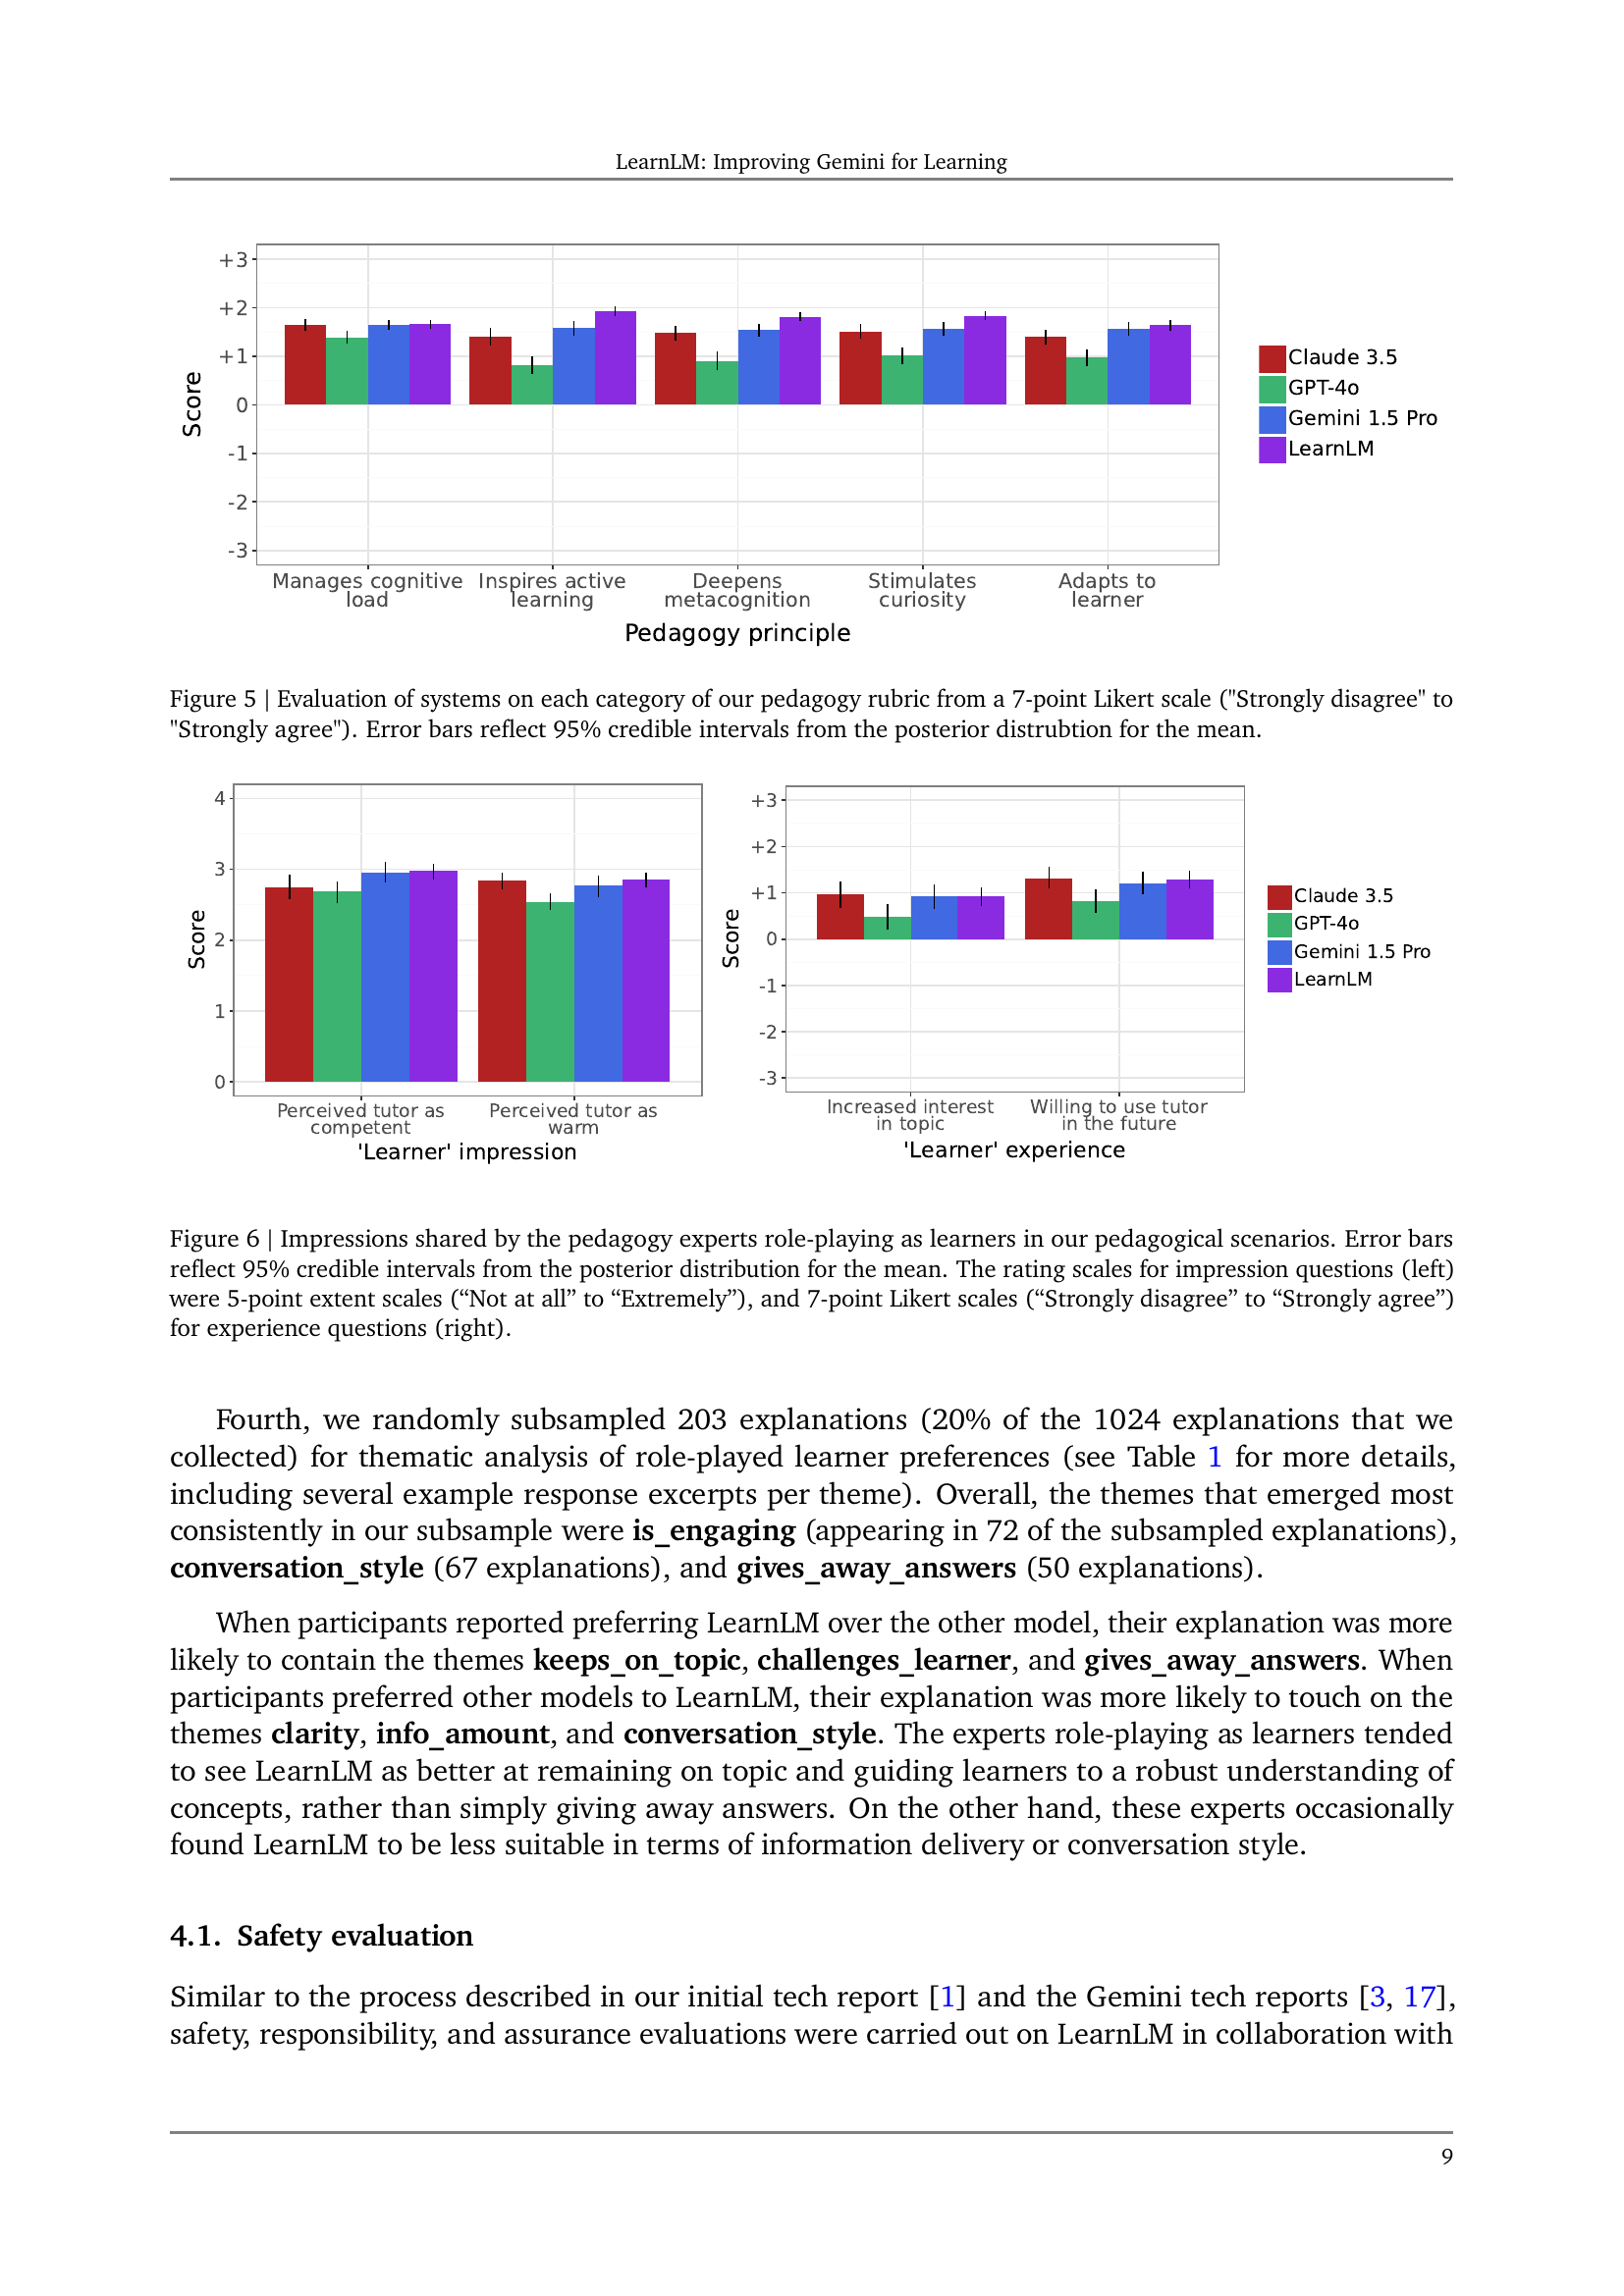 LearnLM: Improving Gemini for Learning
+3
+2
+1
0
-1
-2
-3
Score
Manages cognitive load
Inspires active learning
Deepens metacognition
Stimulates curiosity
Adapts to learner
Pedagogy principle
Claude 3.5
GPT-4o
Gemini 1.5 Pro
LearnLM
Figure 5 | Evaluation of systems on each category of our pedagogy rubric from a 7-point Likert scale ("Strongly disagree" to
"Strongly agree"). Error bars reflect 95% credible intervals from the posterior distrubtion for the mean.
4
3
2
1
0
Score
Perceived tutor as competent
Perceived tutor as warm
'Learner' impression
+3
+2
+1
0
-1
-2
-3
Score
Increased interest in topic
Willing to use tutor in the future
'Learner' experience
Claude 3.5
GPT-4o
Gemini 1.5 Pro
LearnLM
Figure 6 | Impressions shared by the pedagogy experts role-playing as learners in our pedagogical scenarios. Error bars
reflect 95% credible intervals from the posterior distribution for the mean. The rating scales for impression questions (left)
were 5-point extent scales (“Not at all” to “Extremely”), and 7-point Likert scales (“Strongly disagree” to “Strongly agree”)
for experience questions (right).
Fourth, we randomly subsampled 203 explanations (20% of the 1024 explanations that we
collected) for thematic analysis of role-played learner preferences (see Table 1 for more details,
including several example response excerpts per theme). Overall, the themes that emerged most
consistently in our subsample were is_engaging (appearing in 72 of the subsampled explanations),
conversation_style (67 explanations), and gives_away_answers (50 explanations).
When participants reported preferring LearnLM over the other model, their explanation was more
likely to contain the themes keeps_on_topic, challenges_learner, and gives_away_answers. When
participants preferred other models to LearnLM, their explanation was more likely to touch on the
themes clarity, info_amount, and conversation_style. The experts role-playing as learners tended
to see LearnLM as better at remaining on topic and guiding learners to a robust understanding of
concepts, rather than simply giving away answers. On the other hand, these experts occasionally
found LearnLM to be less suitable in terms of information delivery or conversation style.
4.1. Safety evaluation
Similar to the process described in our initial tech report [1] and the Gemini tech reports [3, 17],
safety, responsibility, and assurance evaluations were carried out on LearnLM in collaboration with
9